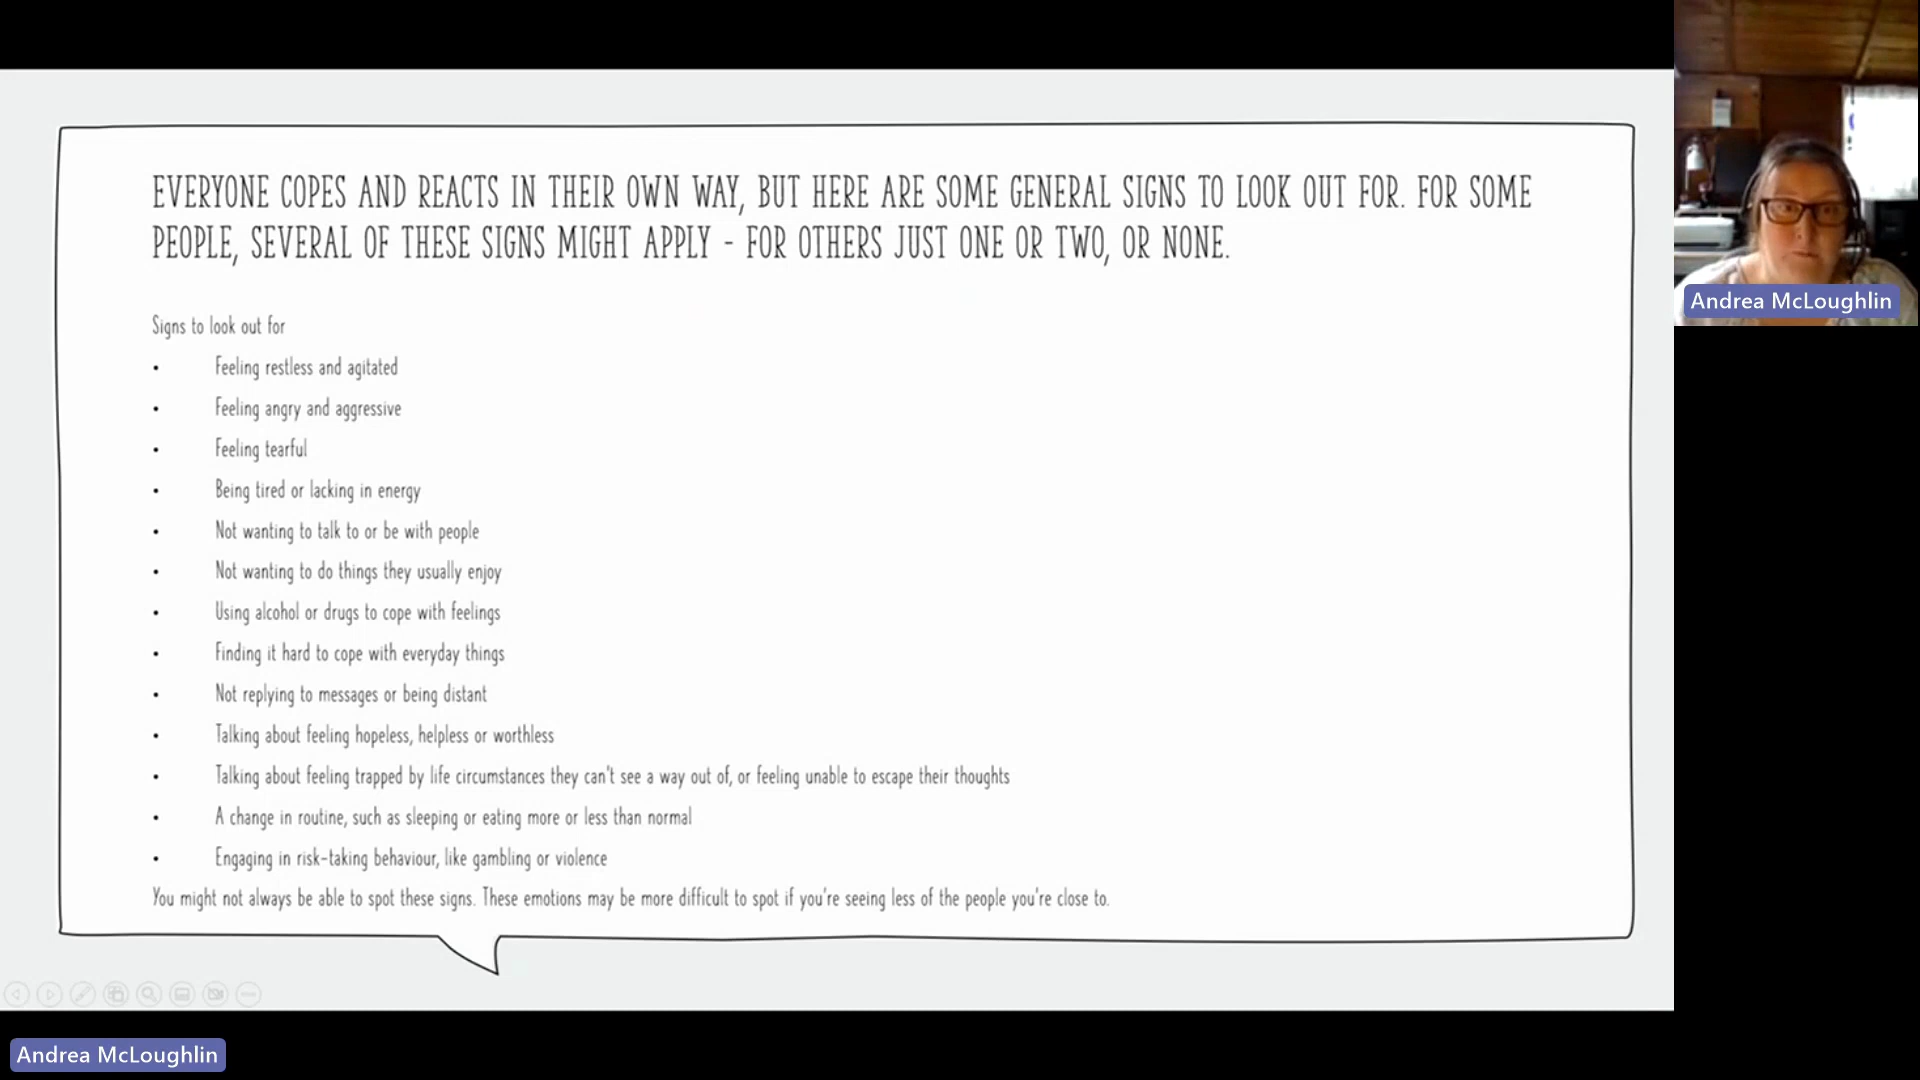 EVERYONE COPES AND REACTS IN THEIR OWN WAY, BUT HERE ARE SOME GENERAL SIGNS TO LOOK OUT FOR. FOR SOME
PEOPLE, SEVERAL OF THESE SIGNS MIGHT APPLY - FOR OTHERS JUST ONE OR TWO, OR NONE.
Signs to look out for
• Feeling restless and agitated
• Feeling angry and aggressive
• Feeling tearful
• Being tired or lacking in energy
• Not wanting to talk to or be with people
• Not wanting to do things they usually enjoy
• Using alcohol or drugs to cope with feelings
• Finding it hard to cope with everyday things
• Not replying to messages or being distant
• Talking about feeling hopeless, helpless or worthless
• Talking about feeling trapped by life circumstances they can't see a way out of, or feeling unable to escape their thoughts
• A change in routine, such as sleeping or eating more or less than normal
• Engaging in risk-taking behaviour, like gambling or violence
You might not always be able to spot these signs. These emotions may be more difficult to spot if you're seeing less of the people you're close to.
Andrea McLoughlin
Andrea McLoughlin